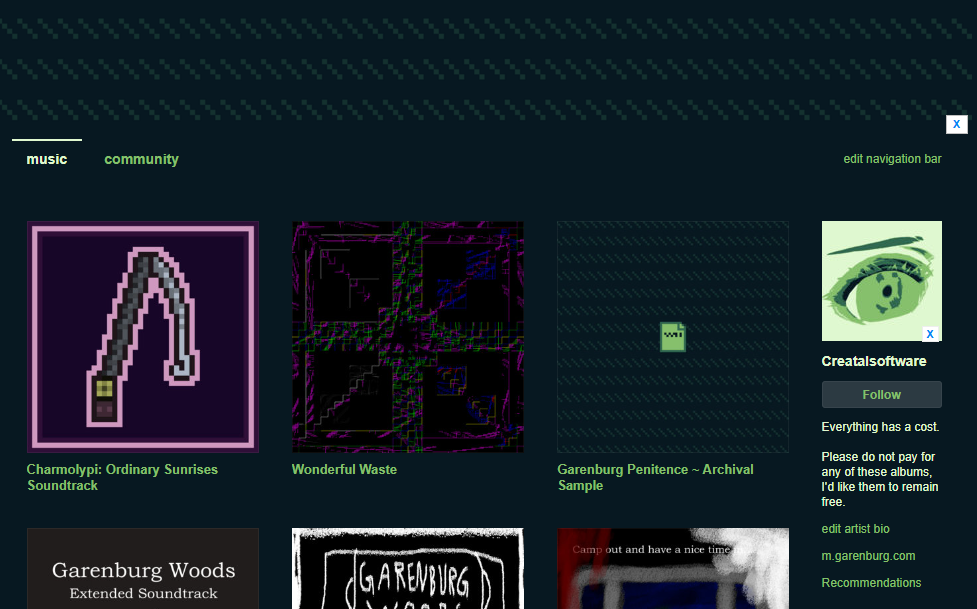 X
music
community
edit navigation bar
X
Charmolypi: Ordinary Sunrises
Soundtrack
Wonderful Waste
Garenburg Penitence ~ Archival
Sample
Creatalsoftware
Follow
Everything has a cost.
Please do not pay for
any of these albums,
I'd like them to remain
free.
edit artist bio
m.garenburg.com
Recommendations
Garenburg Woods
Extended Soundtrack
GARENBURG
WOODS
Camp out and have a nice time